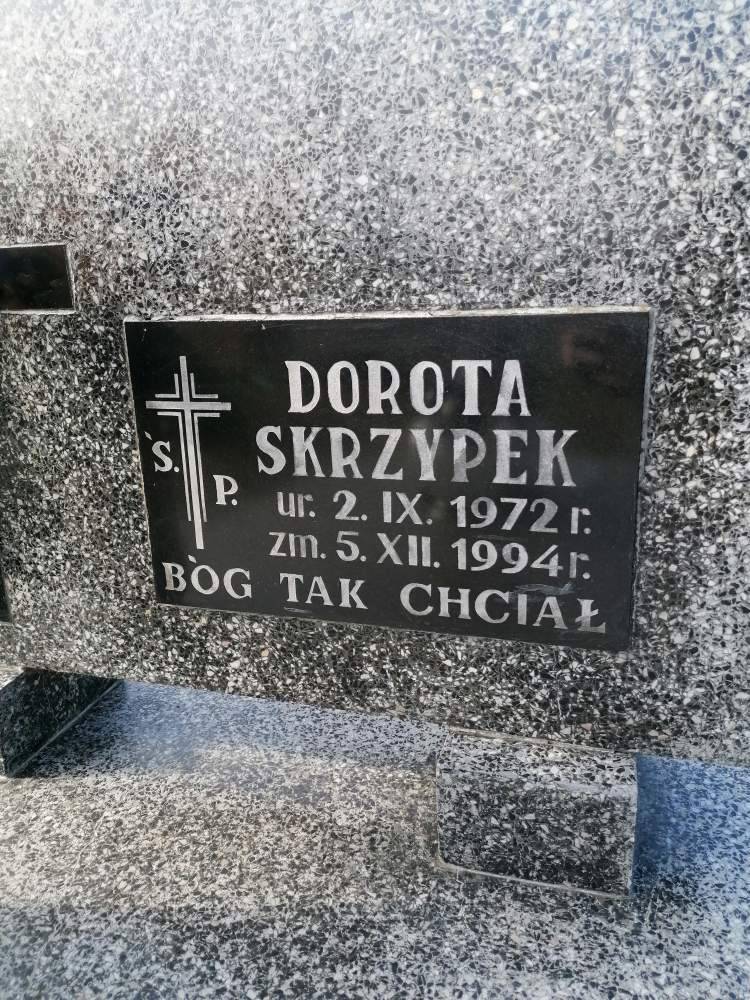 Ś. P.
DOROTA
SKRZYPEK
ur. 2. IX. 1972 r.
zm. 5. XII. 1994 r.
BÓG TAK CHCIAŁ